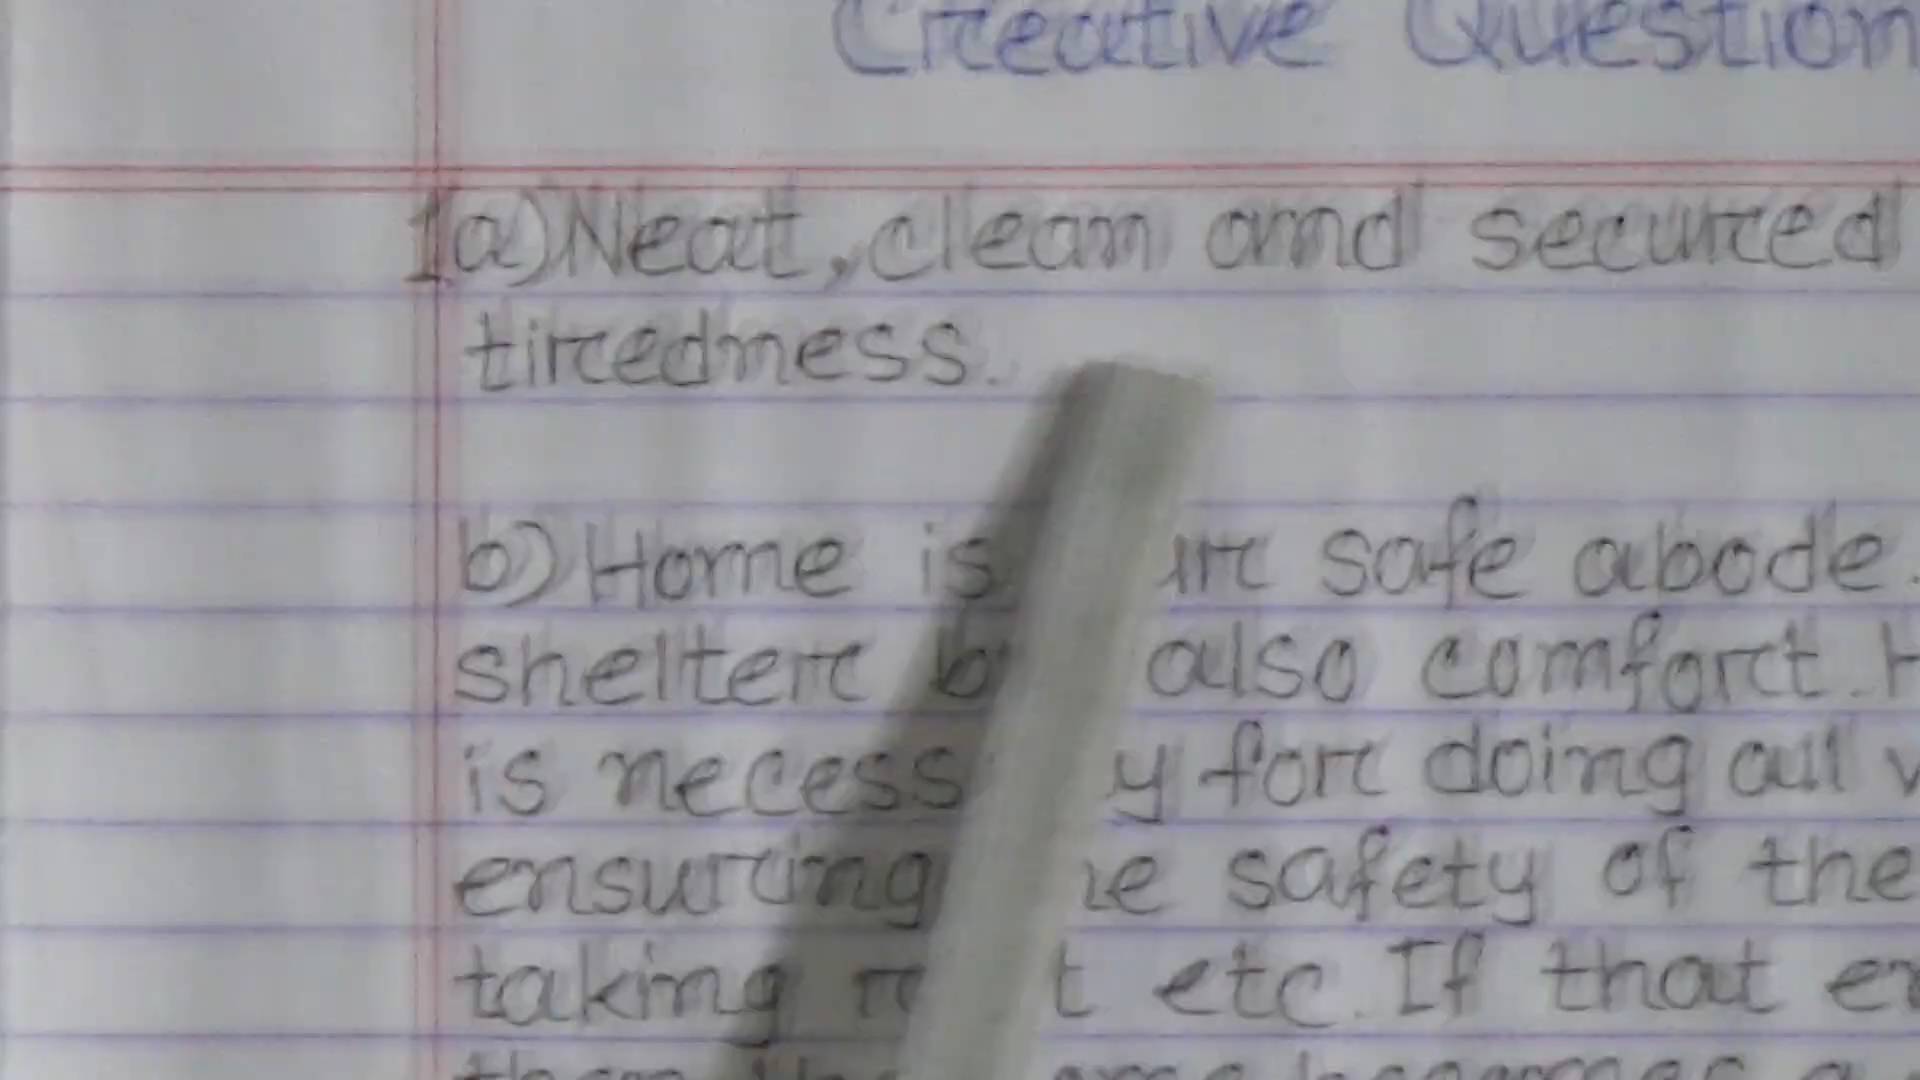 Creative Question
1a) Neat, clean and secured
tiredness.
b) Home is safe abode.
shelter also comfort. H
is for doing all
ensuring safety of the
taking etc. If that
becomes a